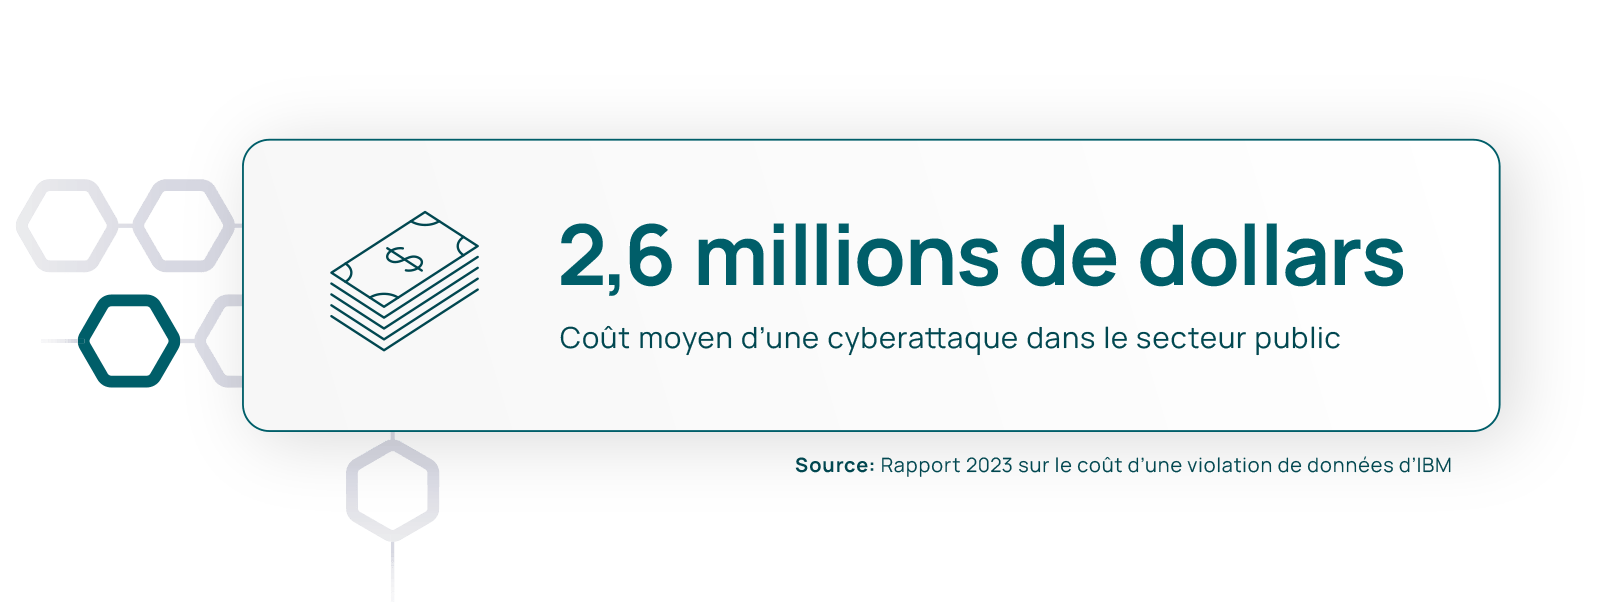 2,6 millions de dollars
Coût moyen d’une cyberattaque dans le secteur public
Source: Rapport 2023 sur le coût d’une violation de données d’IBM